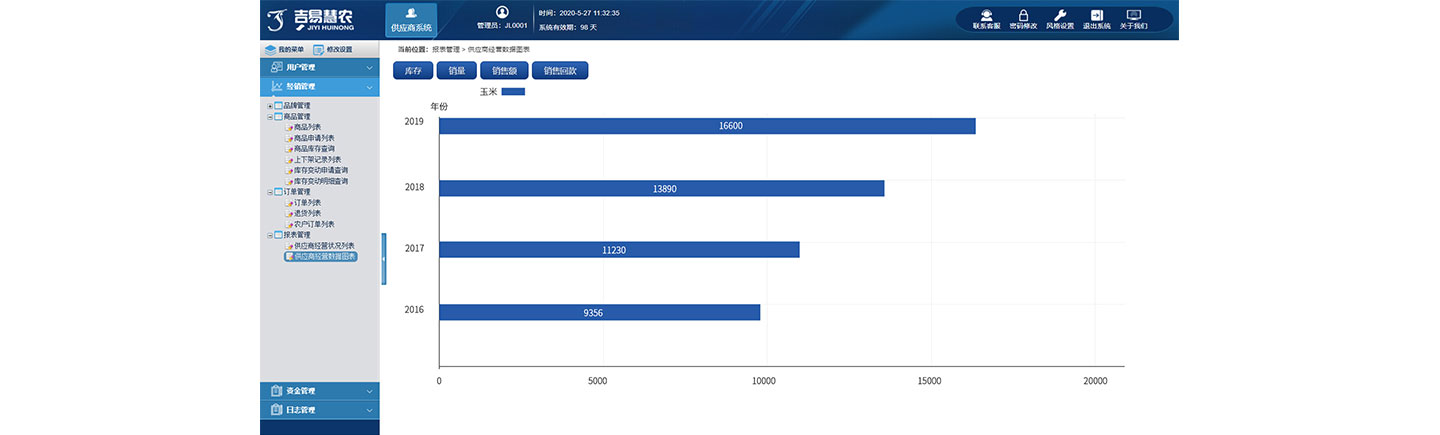 吉易慧农
JIYI HUINONG
供应商系统
管理员：JL0001
时间：2020-5-27 11:32:35
系统有效期：98 天
联系客服 密码修改 风格设置 退出系统 关于我们
我的菜单 修改设置
当前位置：报表管理 > 供应商经营数据图表
用户管理
经销管理
品牌管理
商品管理
商品列表
商品申请列表
商品库存查询
上下架记录列表
库存变动申请查询
库存变动明细查询
订单管理
订单列表
退货列表
农户订单列表
报表管理
供应商经营状况列表
供应商经营数据图表
资金管理
日志管理
库存 销量 销售额 销售回款
玉米
年份
2019 16600
2018 13890
2017 11230
2016 9356
0 5000 10000 15000 20000